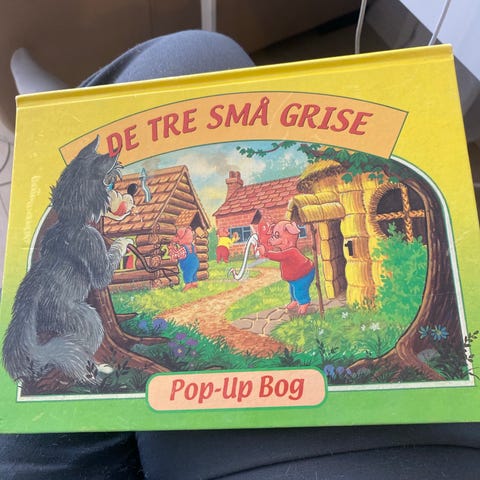 DE TRE SMÅ GRISE
Pop-Up Bog